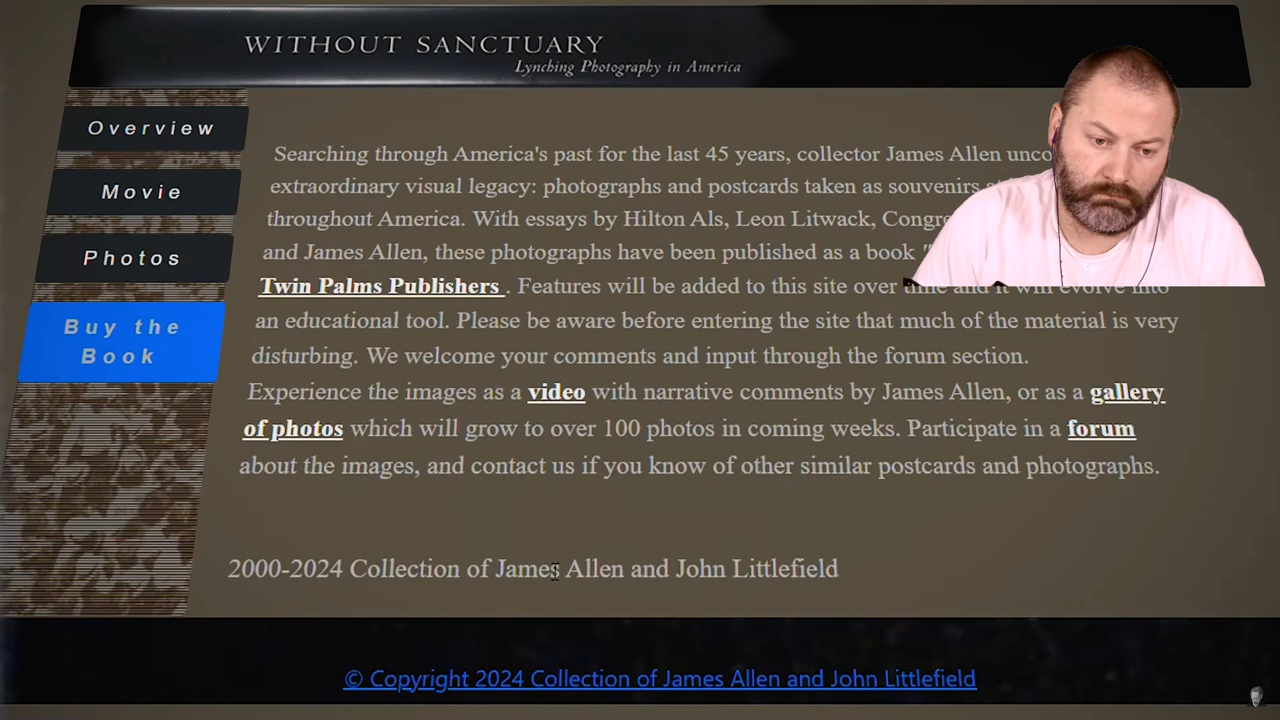 WITHOUT SANCTUARY
Lynching Photography in America
Overview
Movie
Photos
Buy the
Book
Searching through America's past for the last 45 years, collector James Allen
extraordinary visual legacy: photographs and postcards taken as souvenirs
throughout America. With essays by Hilton Als, Leon Litwack,
and James Allen, these photographs have been published as a book
Twin Palms Publishers . Features will be added to this site over time and it will evolve into
an educational tool. Please be aware before entering the site that much of the material is very
disturbing. We welcome your comments and input through the forum section.
Experience the images as a video with narrative comments by James Allen, or as a gallery
of photos which will grow to over 100 photos in coming weeks. Participate in a forum
about the images, and contact us if you know of other similar postcards and photographs.
2000-2024 Collection of James Allen and John Littlefield
© Copyright 2024 Collection of James Allen and John Littlefield